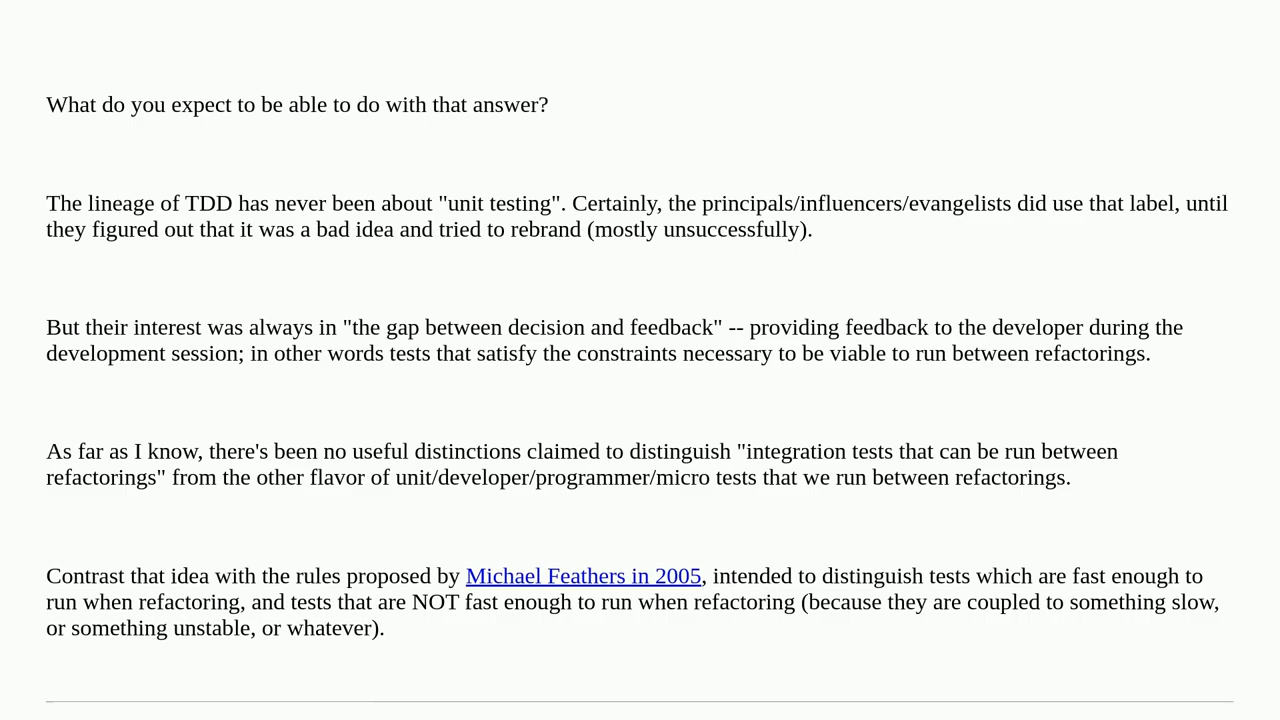 What do you expect to be able to do with that answer?
The lineage of TDD has never been about "unit testing". Certainly, the principals/influencers/evangelists did use that label, until
they figured out that it was a bad idea and tried to rebrand (mostly unsuccessfully).
But their interest was always in "the gap between decision and feedback" -- providing feedback to the developer during the
development session; in other words tests that satisfy the constraints necessary to be viable to run between refactorings.
As far as I know, there's been no useful distinctions claimed to distinguish "integration tests that can be run between
refactorings" from the other flavor of unit/developer/programmer/micro tests that we run between refactorings.
Contrast that idea with the rules proposed by Michael Feathers in 2005, intended to distinguish tests which are fast enough to
run when refactoring, and tests that are NOT fast enough to run when refactoring (because they are coupled to something slow,
or something unstable, or whatever).